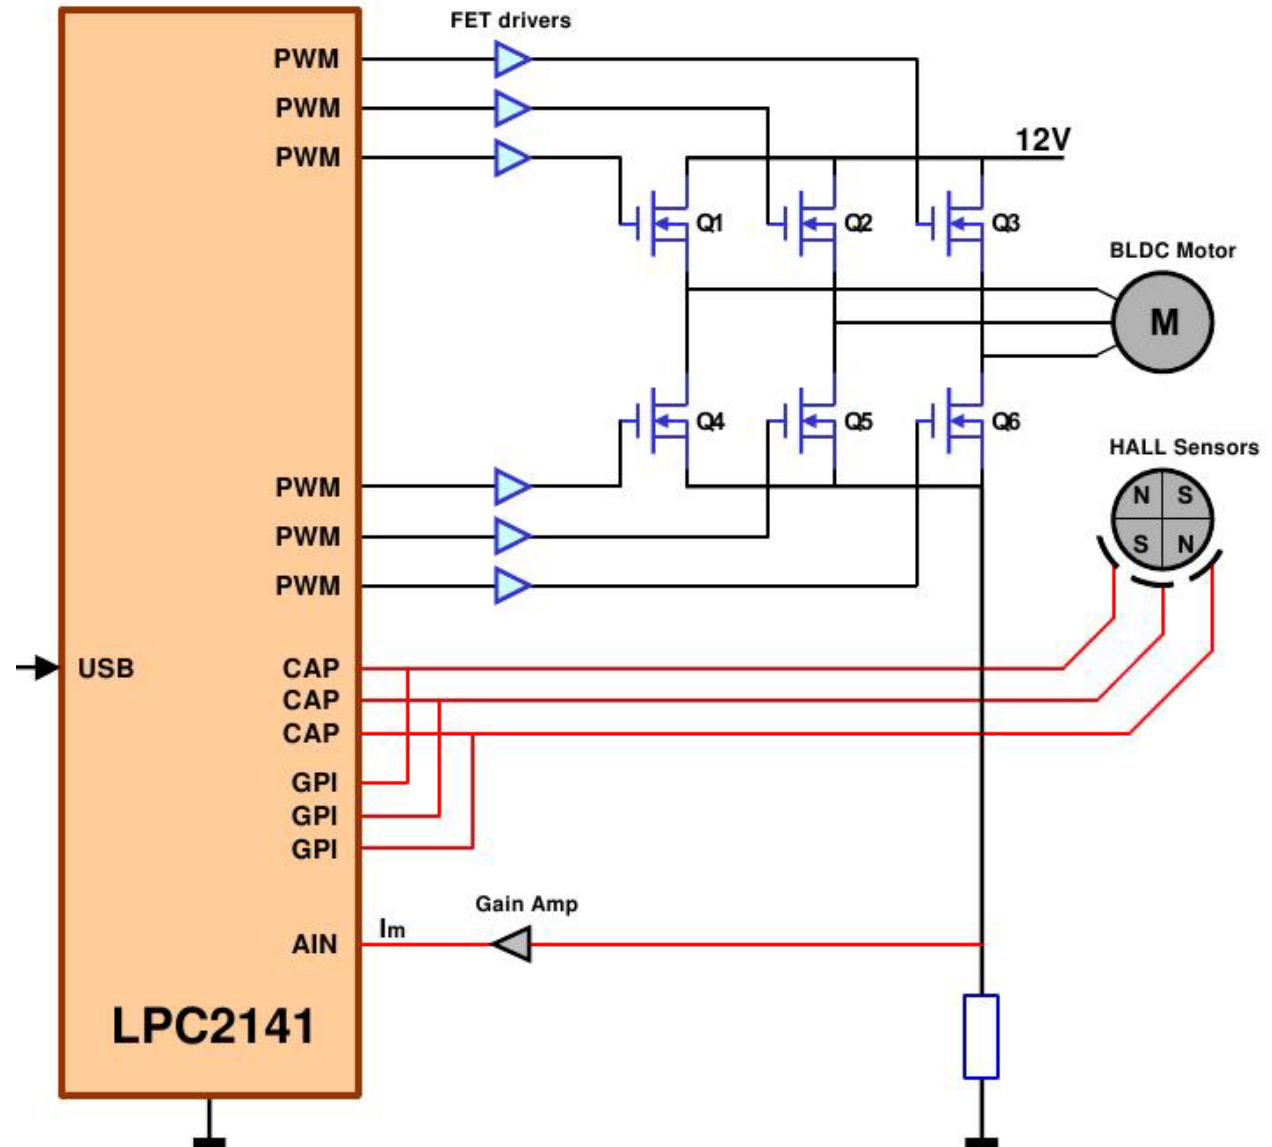 FET drivers
PWM
PWM
PWM
12V
Q1
Q2
Q3
BLDC Motor
M
Q4
Q5
Q6
HALL Sensors
N S
S N
PWM
PWM
PWM
USB
CAP
CAP
CAP
GPI
GPI
GPI
Gain Amp
Im
AIN
LPC2141